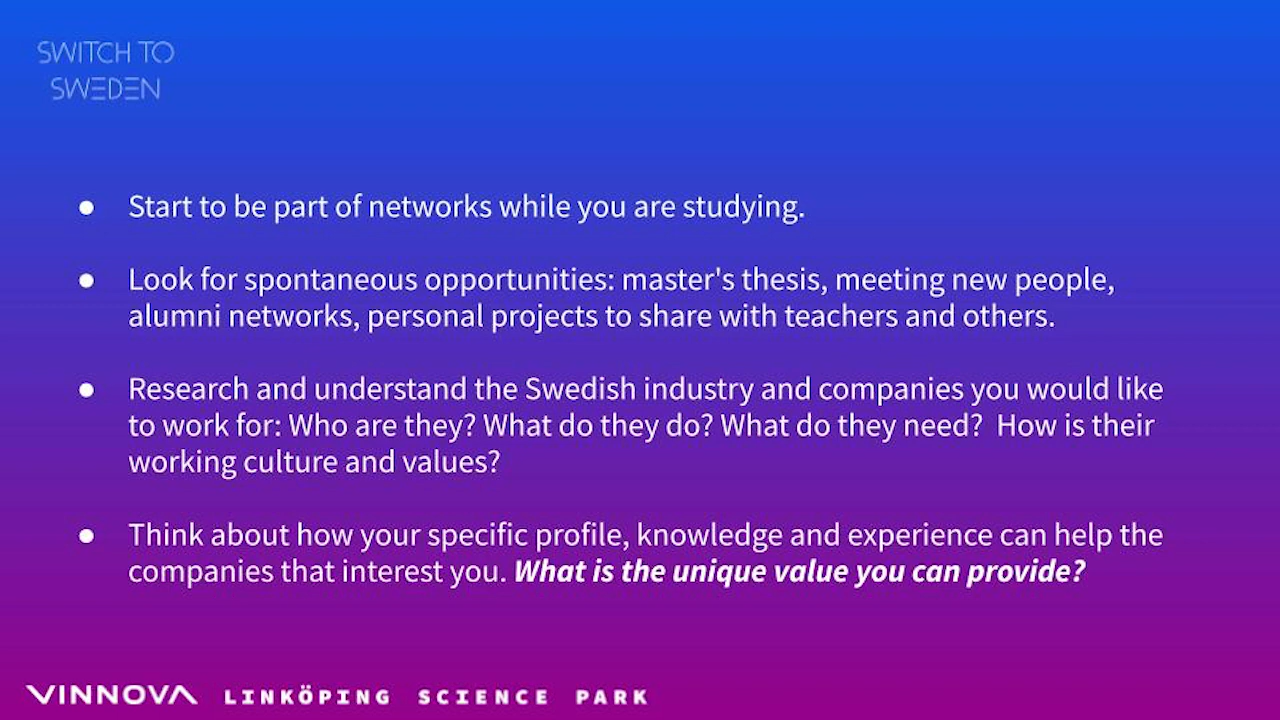 SWITCH TO
SWEDEN
● Start to be part of networks while you are studying.
● Look for spontaneous opportunities: master's thesis, meeting new people,
alumni networks, personal projects to share with teachers and others.
● Research and understand the Swedish industry and companies you would like
to work for: Who are they? What do they do? What do they need?  How is their
working culture and values?
● Think about how your specific profile, knowledge and experience can help the
companies that interest you. What is the unique value you can provide?
VINNOVA LINKÖPING SCIENCE PARK